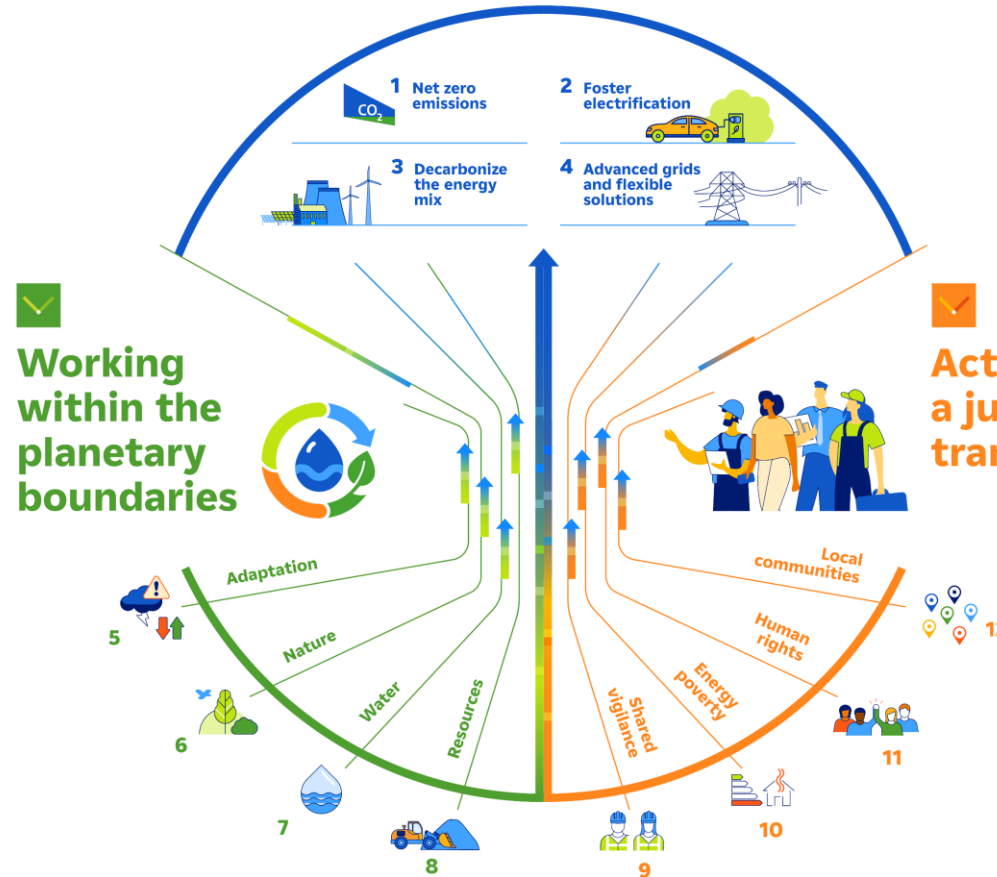 1 Net zero
emissions
CO2
2 Foster
electrification
3 Decarbonize
the energy
mix
4 Advanced grids
and flexible
solutions
Working
within the
planetary
boundaries
Act
a ju
tran
Adaptation
5
Nature
6
Water
7
Resources
8
Shared
vigilance
9
Energy
poverty
10
Human
rights
11
Local
communities